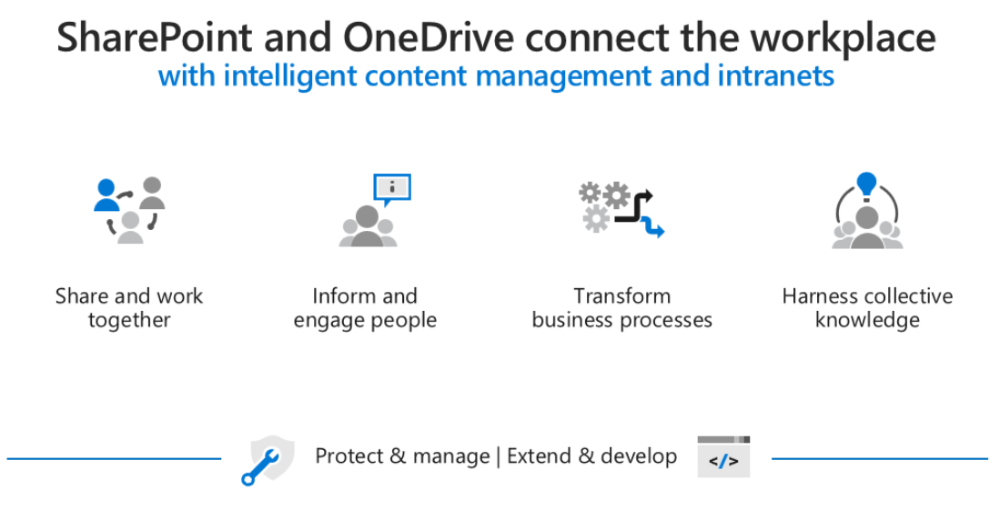 SharePoint and OneDrive connect the workplace
with intelligent content management and intranets
i
Share and work
together
Inform and
engage people
Transform
business processes
Harness collective
knowledge
Protect & manage | Extend & develop
</>